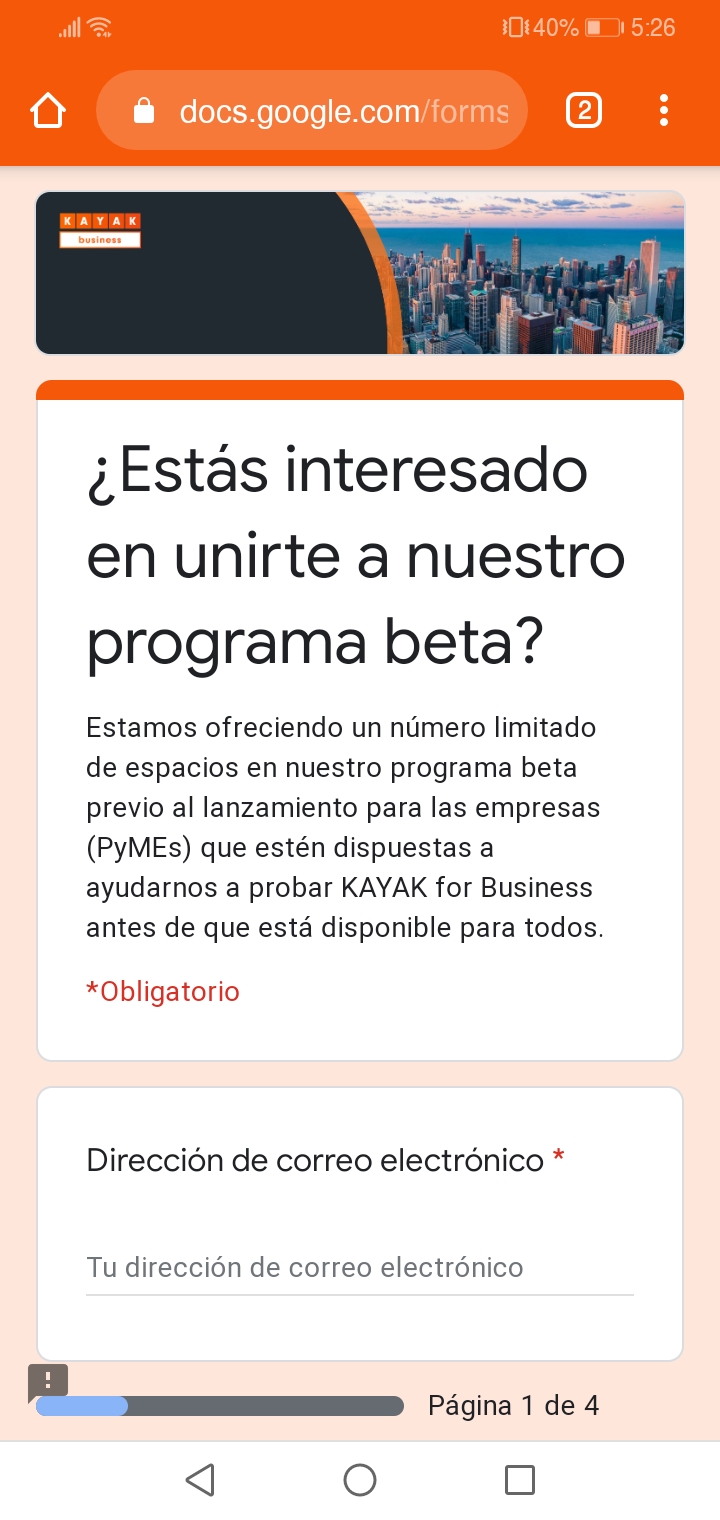 40% 5:26
docs.google.com/forms
2
KAYAK
business
¿Estás interesado
en unirte a nuestro
programa beta?
Estamos ofreciendo un número limitado
de espacios en nuestro programa beta
previo al lanzamiento para las empresas
(PyMEs) que estén dispuestas a
ayudarnos a probar KAYAK for Business
antes de que está disponible para todos.
*Obligatorio
Dirección de correo electrónico *
Tu dirección de correo electrónico
Página 1 de 4